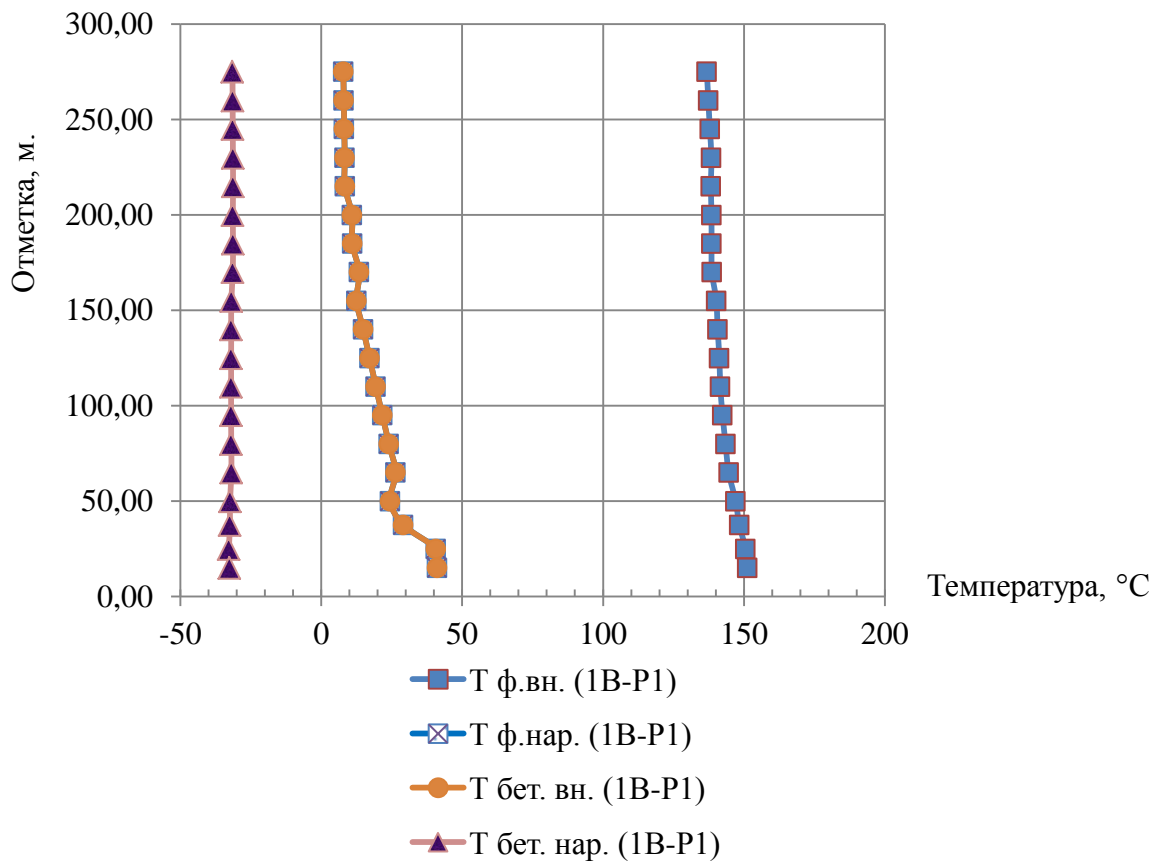 300,00
250,00
200,00
150,00
100,00
50,00
0,00
Отметка, м.
-50 0 50 100 150 200
Температура, °С
Т ф.вн. (1В-Р1)
Т ф.нар. (1В-Р1)
Т бет. вн. (1В-Р1)
Т бет. нар. (1В-Р1)